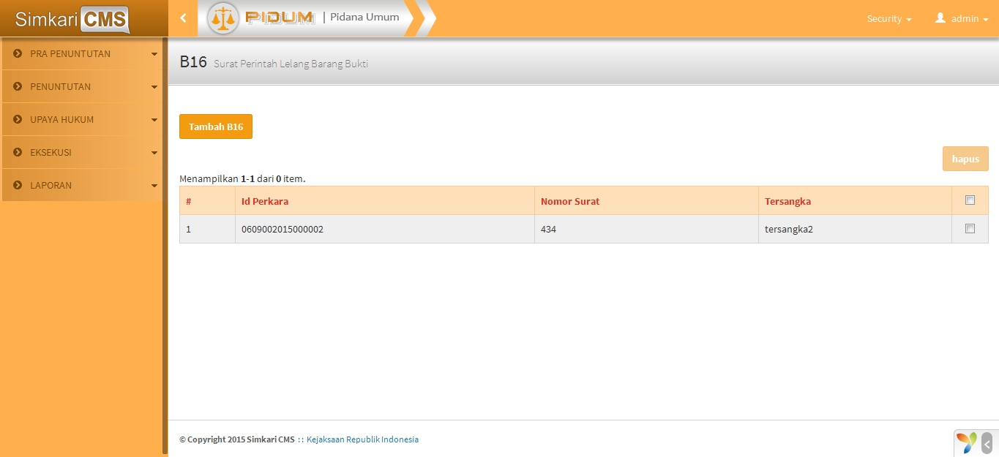 Simkari CMS
PIDUM | Pidana Umum
Security
admin
PRA PENUNTUTAN
PENUNTUTAN
UPAYA HUKUM
EKSEKUSI
LAPORAN
B16 Surat Perintah Lelang Barang Bukti
Tambah B16
hapus
Menampilkan 1-1 dari 0 item.
# Id Perkara Nomor Surat Tersangka
1 0609002015000002 434 tersangka2
© Copyright 2015 Simkari CMS :: Kejaksaan Republik Indonesia